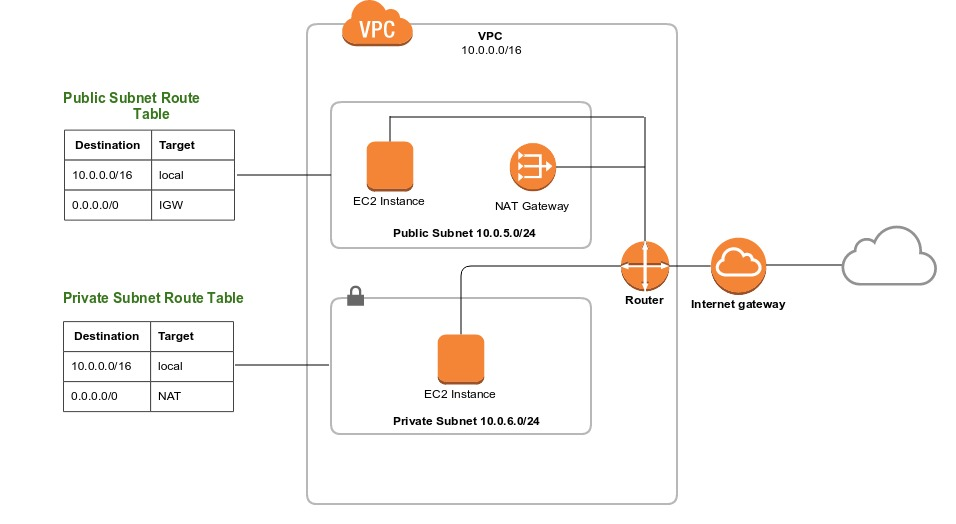 VPC
VPC
10.0.0.0/16
Public Subnet Route
Table
Destination Target
10.0.0.0/16 local
0.0.0.0/0 IGW
EC2 Instance
NAT Gateway
Public Subnet 10.0.5.0/24
Router
Internet gateway
Private Subnet Route Table
Destination Target
10.0.0.0/16 local
0.0.0.0/0 NAT
EC2 Instance
Private Subnet 10.0.6.0/24